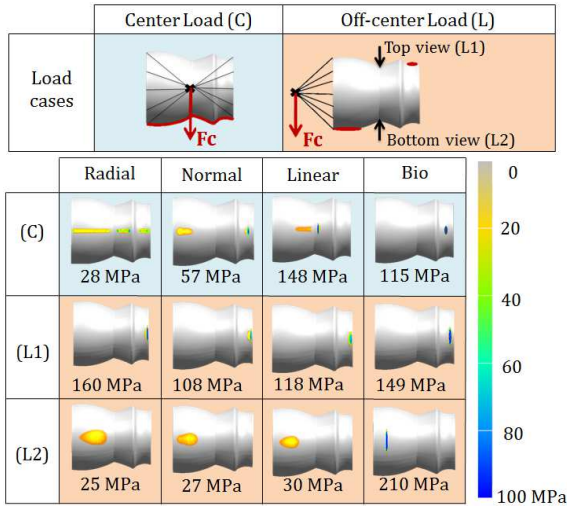 Center Load (C) Off-center Load (L)
Load cases
Fc
Top view (L1)
Fc
Bottom view (L2)
Radial Normal Linear Bio
(C)
28 MPa 57 MPa 148 MPa 115 MPa
(L1)
160 MPa 108 MPa 118 MPa 149 MPa
(L2)
25 MPa 27 MPa 30 MPa 210 MPa
0
20
40
60
80
100 MPa